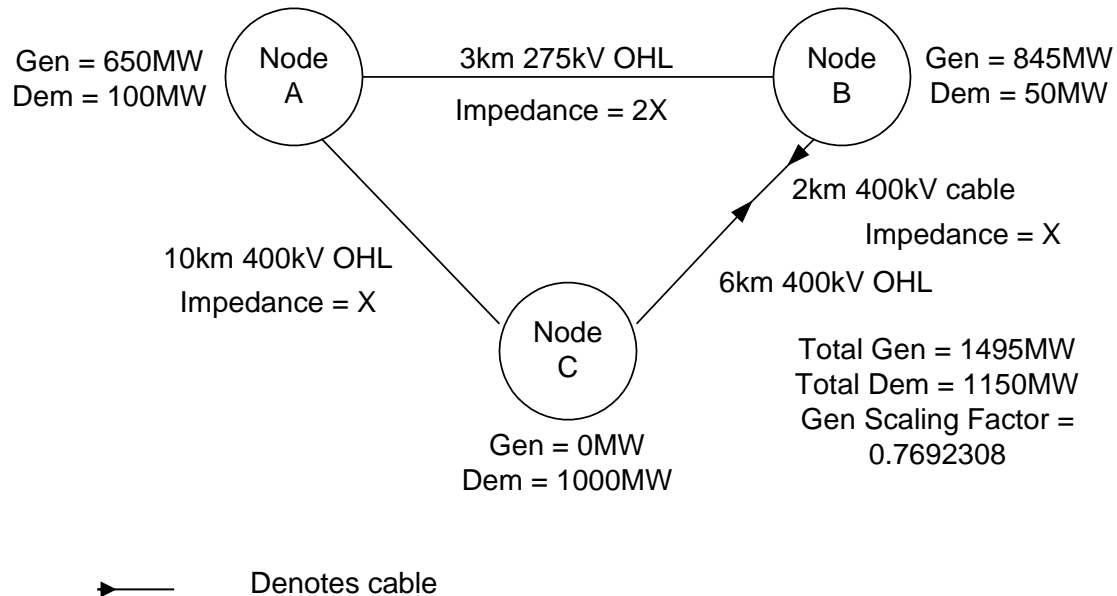 Gen = 650MW
Dem = 100MW
Node
A
3km 275kV OHL
Impedance = 2X
Node
B
Gen = 845MW
Dem = 50MW
2km 400kV cable
Impedance = X
10km 400kV OHL
Impedance = X
6km 400kV OHL
Node
C
Gen = 0MW
Dem = 1000MW
Total Gen = 1495MW
Total Dem = 1150MW
Gen Scaling Factor =
0.7692308
Denotes cable